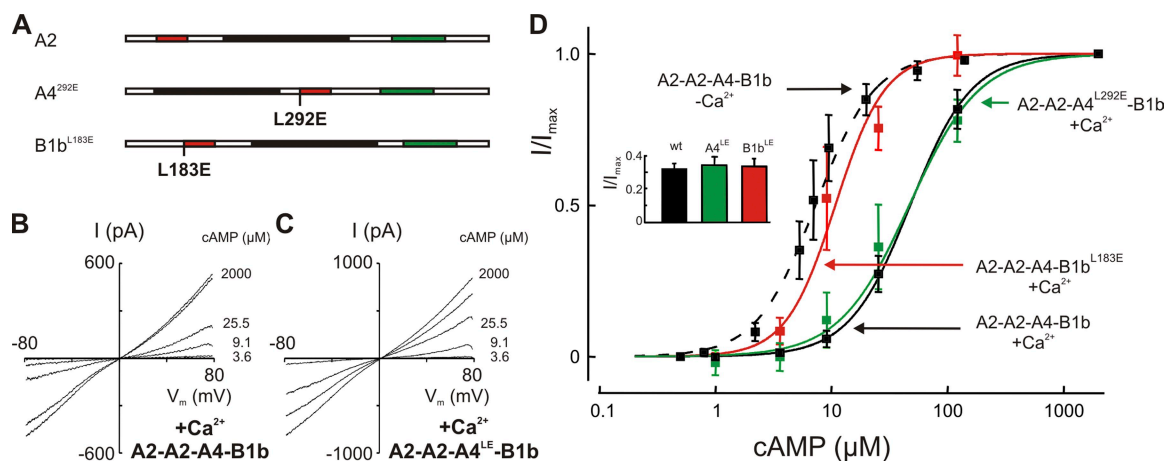 A
A2
A4292E
L292E
B1bL183E
L183E
B
I (pA)
cAMP (µM)
600
2000
25.5
9.1
3.6
-80
80
Vm (mV)
+Ca2+
-600
A2-A2-A4-B1b
C
I (pA)
cAMP (µM)
1000
2000
25.5
9.1
3.6
-80
80
Vm (mV)
+Ca2+
-1000
A2-A2-A4LE-B1b
D
I/Imax
1.0
0.5
0
0.1
1
10
100
1000
cAMP (µM)
A2-A2-A4-B1b
-Ca2+
A2-A2-A4L292E-B1b
+Ca2+
wt
A4LE
B1bLE
I/Imax
0.4
0.2
0
A2-A2-A4-B1bL183E
+Ca2+
A2-A2-A4-B1b
+Ca2+